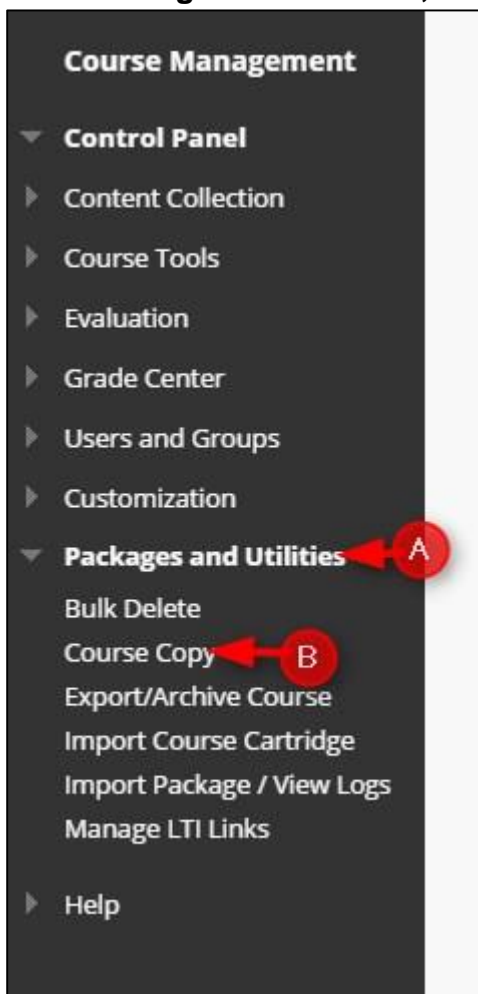 Course Management
Control Panel
Content Collection
Course Tools
Evaluation
Grade Center
Users and Groups
Customization
Packages and Utilities A
Bulk Delete
Course Copy B
Export/Archive Course
Import Course Cartridge
Import Package / View Logs
Manage LTI Links
Help